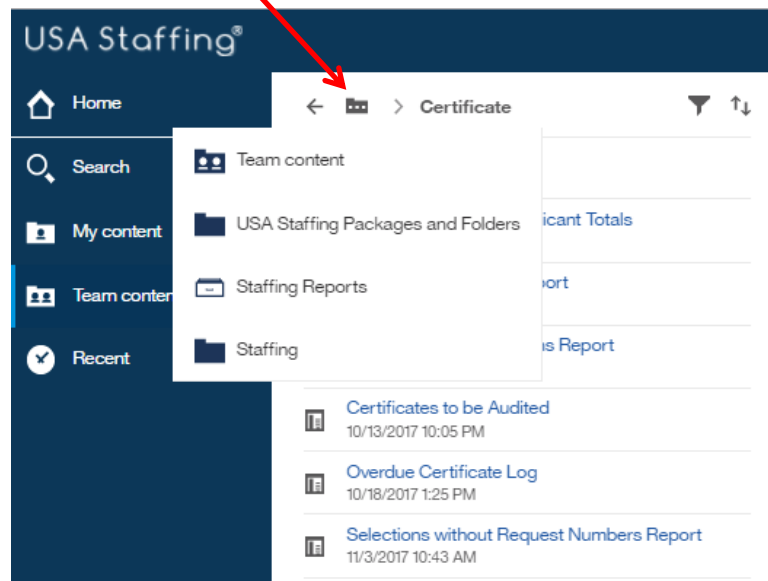 USA Staffing®
Home
Certificate
Search
Team content
My content
USA Staffing Packages and Folders
icant Totals
Team conten
Staffing Reports
ort
Recent
Staffing
s Report
Certificates to be Audited
10/13/2017 10:05 PM
Overdue Certificate Log
10/18/2017 1:25 PM
Selections without Request Numbers Report
11/3/2017 10:43 AM